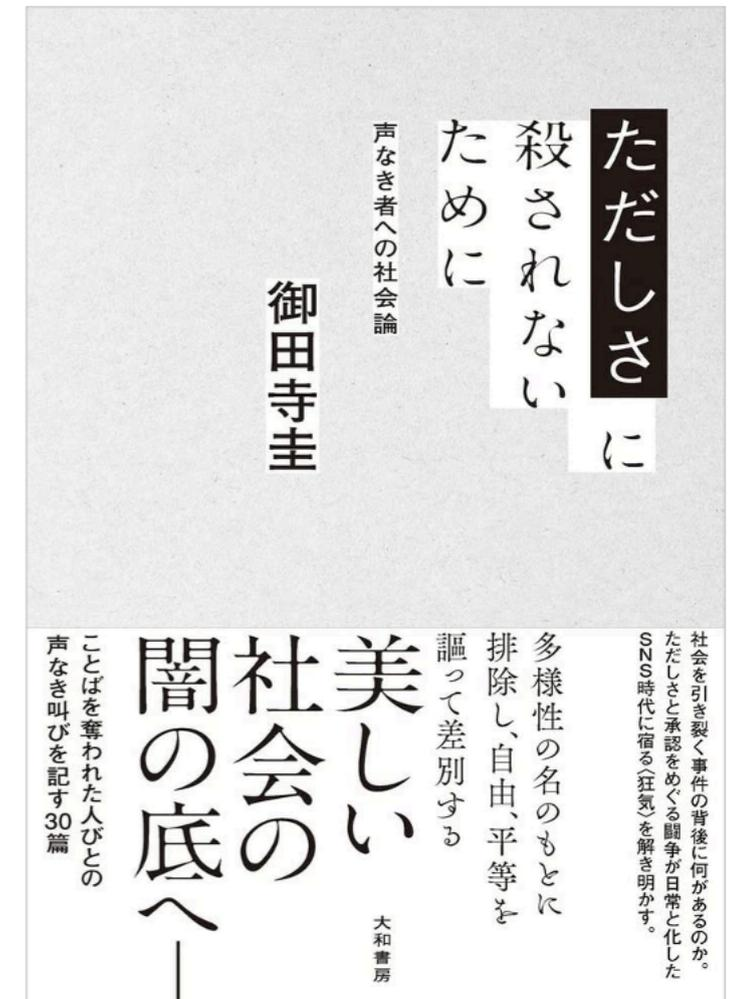 ただしさに
殺されない
ために
声なき者への社会論
御田寺圭
社会を引き裂く事件の背後に何があるのか。
ただしさと承認をめぐる闘争が日常と化した
SNS時代に宿る〈狂気〉を解き明かす。
多様性の名のもとに
排除し、自由、平等を
謳って差別する
美しい
社会の
闇の底へ―
ことばを奪われた人びとの
声なき叫びを記す30篇
大和書房